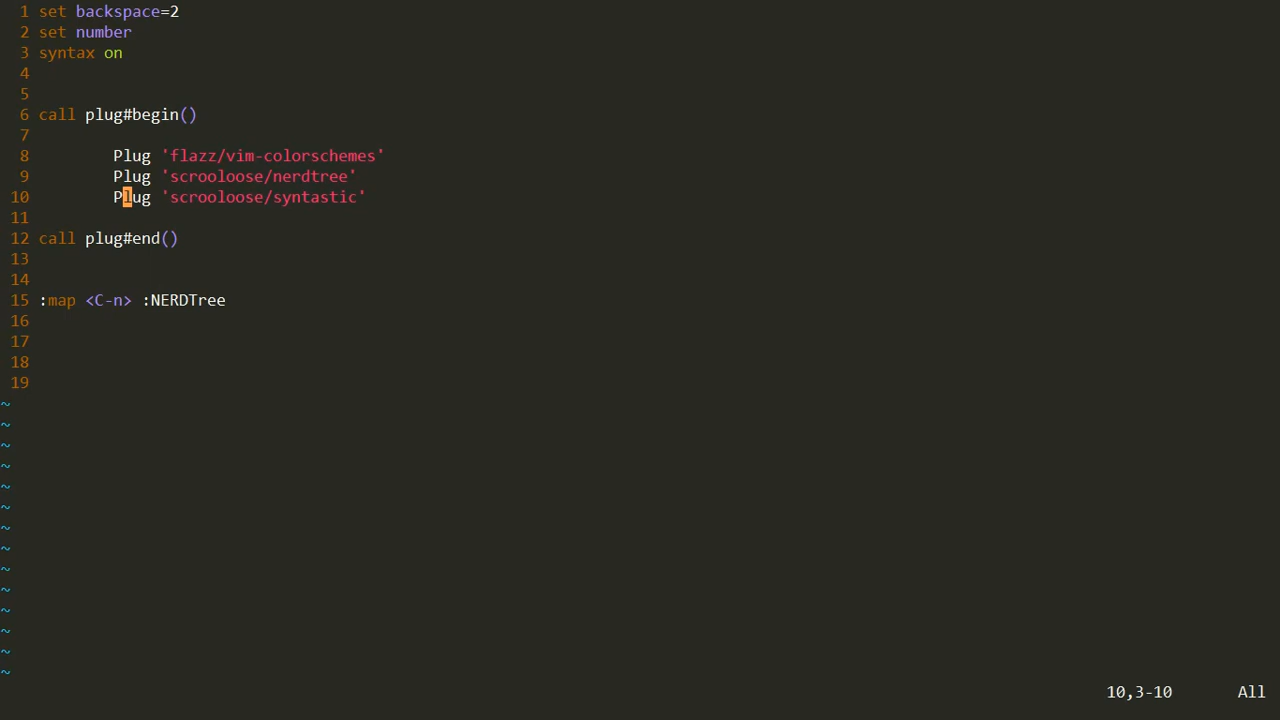 1 set backspace=2
2 set number
3 syntax on
4
5
6 call plug#begin()
7
8 Plug 'flazz/vim-colorschemes'
9 Plug 'scrooloose/nerdtree'
10 Plug 'scrooloose/syntastic'
11
12 call plug#end()
13
14
15 :map <C-n> :NERDTree
16
17
18
19
~
~
~
~
~
~
~
~
~
~
~
~
~
~
10,3-10 All